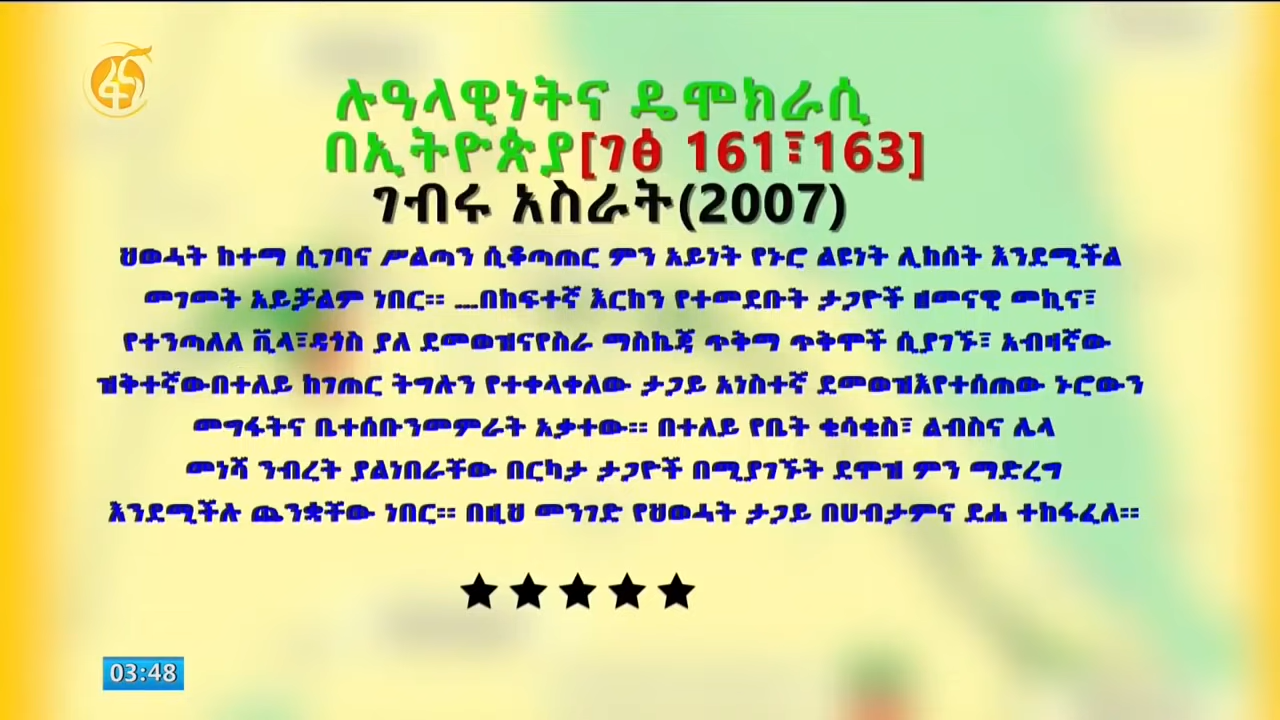 ፋና
ሉዓላዊነትና ዴሞክራሲ
በኢትዮጵያ[ገፅ 161፣163]
ገብሩ አስራት(2007)
ህወሓት ከተማ ሲገባና ሥልጣን ሲቆጣጠር ምን አይነት የኑሮ ልዩነት ሊከሰት እንደሚችል
መገመት አይቻልም ነበር። ...በከፍተኛ እርከን የተመደቡት ታጋዮች ዘመናዊ መኪና፣
የተንጣለለ ቪላ፣ዳጎስ ያለ ደመወዝናየስራ ማስኬጃ ጥቅማ ጥቅሞች ሲያገኙ፣ አብዛኛው
ዝቅተኛውበተለይ ከገጠር ትግሉን የተቀላቀለው ታጋይ አነስተኛ ደመወዝእየተሰጠው ኑሮውን
መግፋትና ቤተሰቡንመምራት አቃተው። በተለይ የቤት ቁሳቁስ፣ ልብስና ሌላ
መነሻ ንብረት ያልነበራቸው በርካታ ታጋዮች በሚያገኙት ደሞዝ ምን ማድረግ
እንደሚችሉ ጨንቋቸው ነበር። በዚህ መንገድ የህወሓት ታጋይ በሀብታምና ደሐ ተከፋፈለ።
03:48